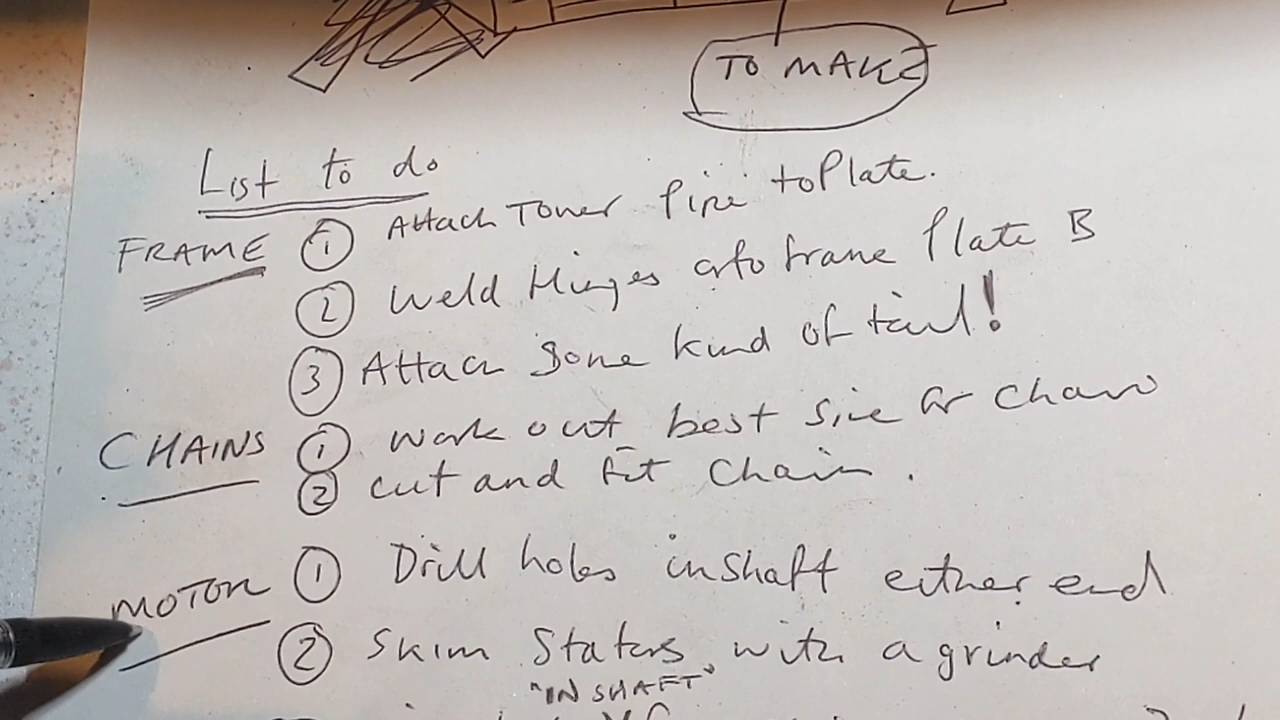 TO MAKE
List to do
FRAME ① Attach Tower Pipe to Plate.
② Weld Hinges to frame Plate B
③ Attach Some kind of tail!
CHAINS ① Work out best size for Chain
② cut and fit Chain.
MOTOR ① Drill holes in shaft either end
② Skim Stators with a grinder
"IN SHAFT"